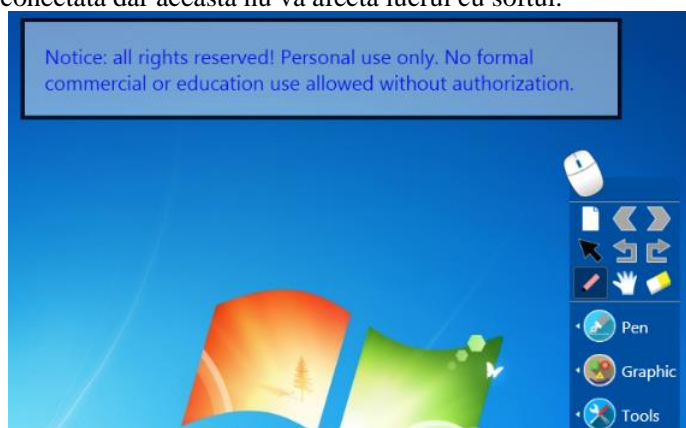 conectată dar aceasta nu va afecta lucrul cu softul.
Notice: all rights reserved! Personal use only. No formal
commercial or education use allowed without authorization.
Pen
Graphic
Tools